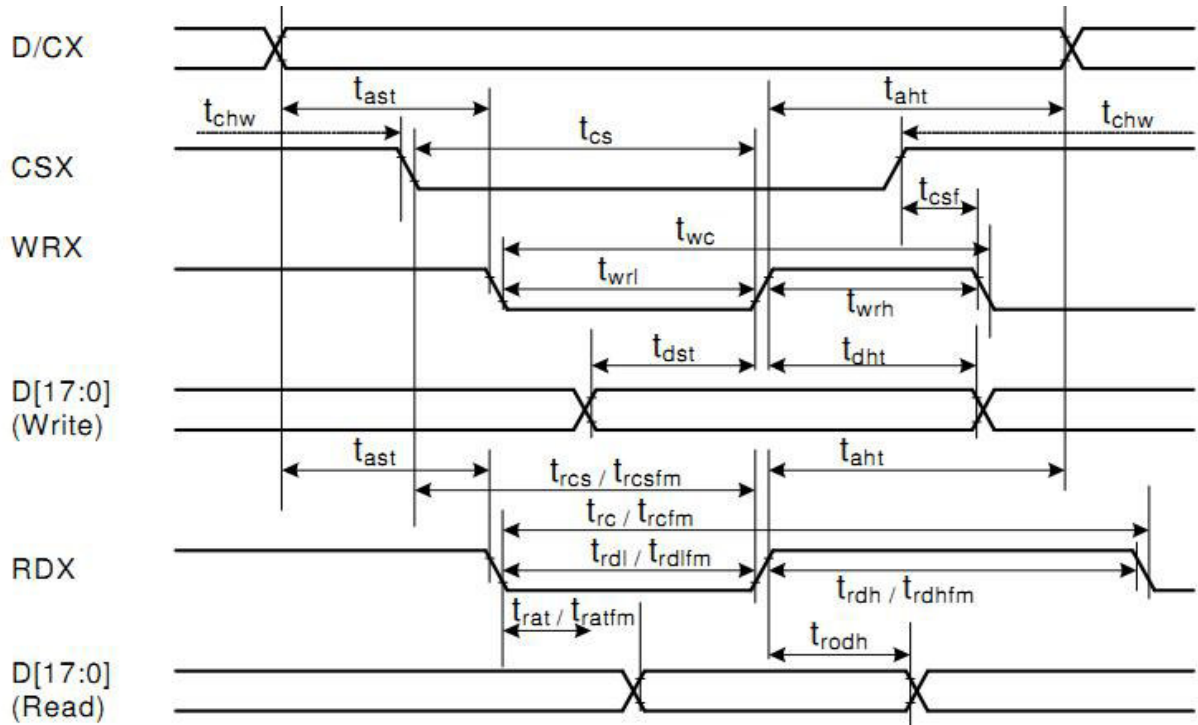 D/CX
tast
taht
tchw
tcs
tchw
CSX
tcsf
WRX
twc
twrl
twrh
tdst
tdht
D[17:0]
(Write)
tast
taht
trcs / trcsfm
trc / trcfm
RDX
trdl / trdlfm
trdh / trdhfm
trat / tratfm
trodh
D[17:0]
(Read)